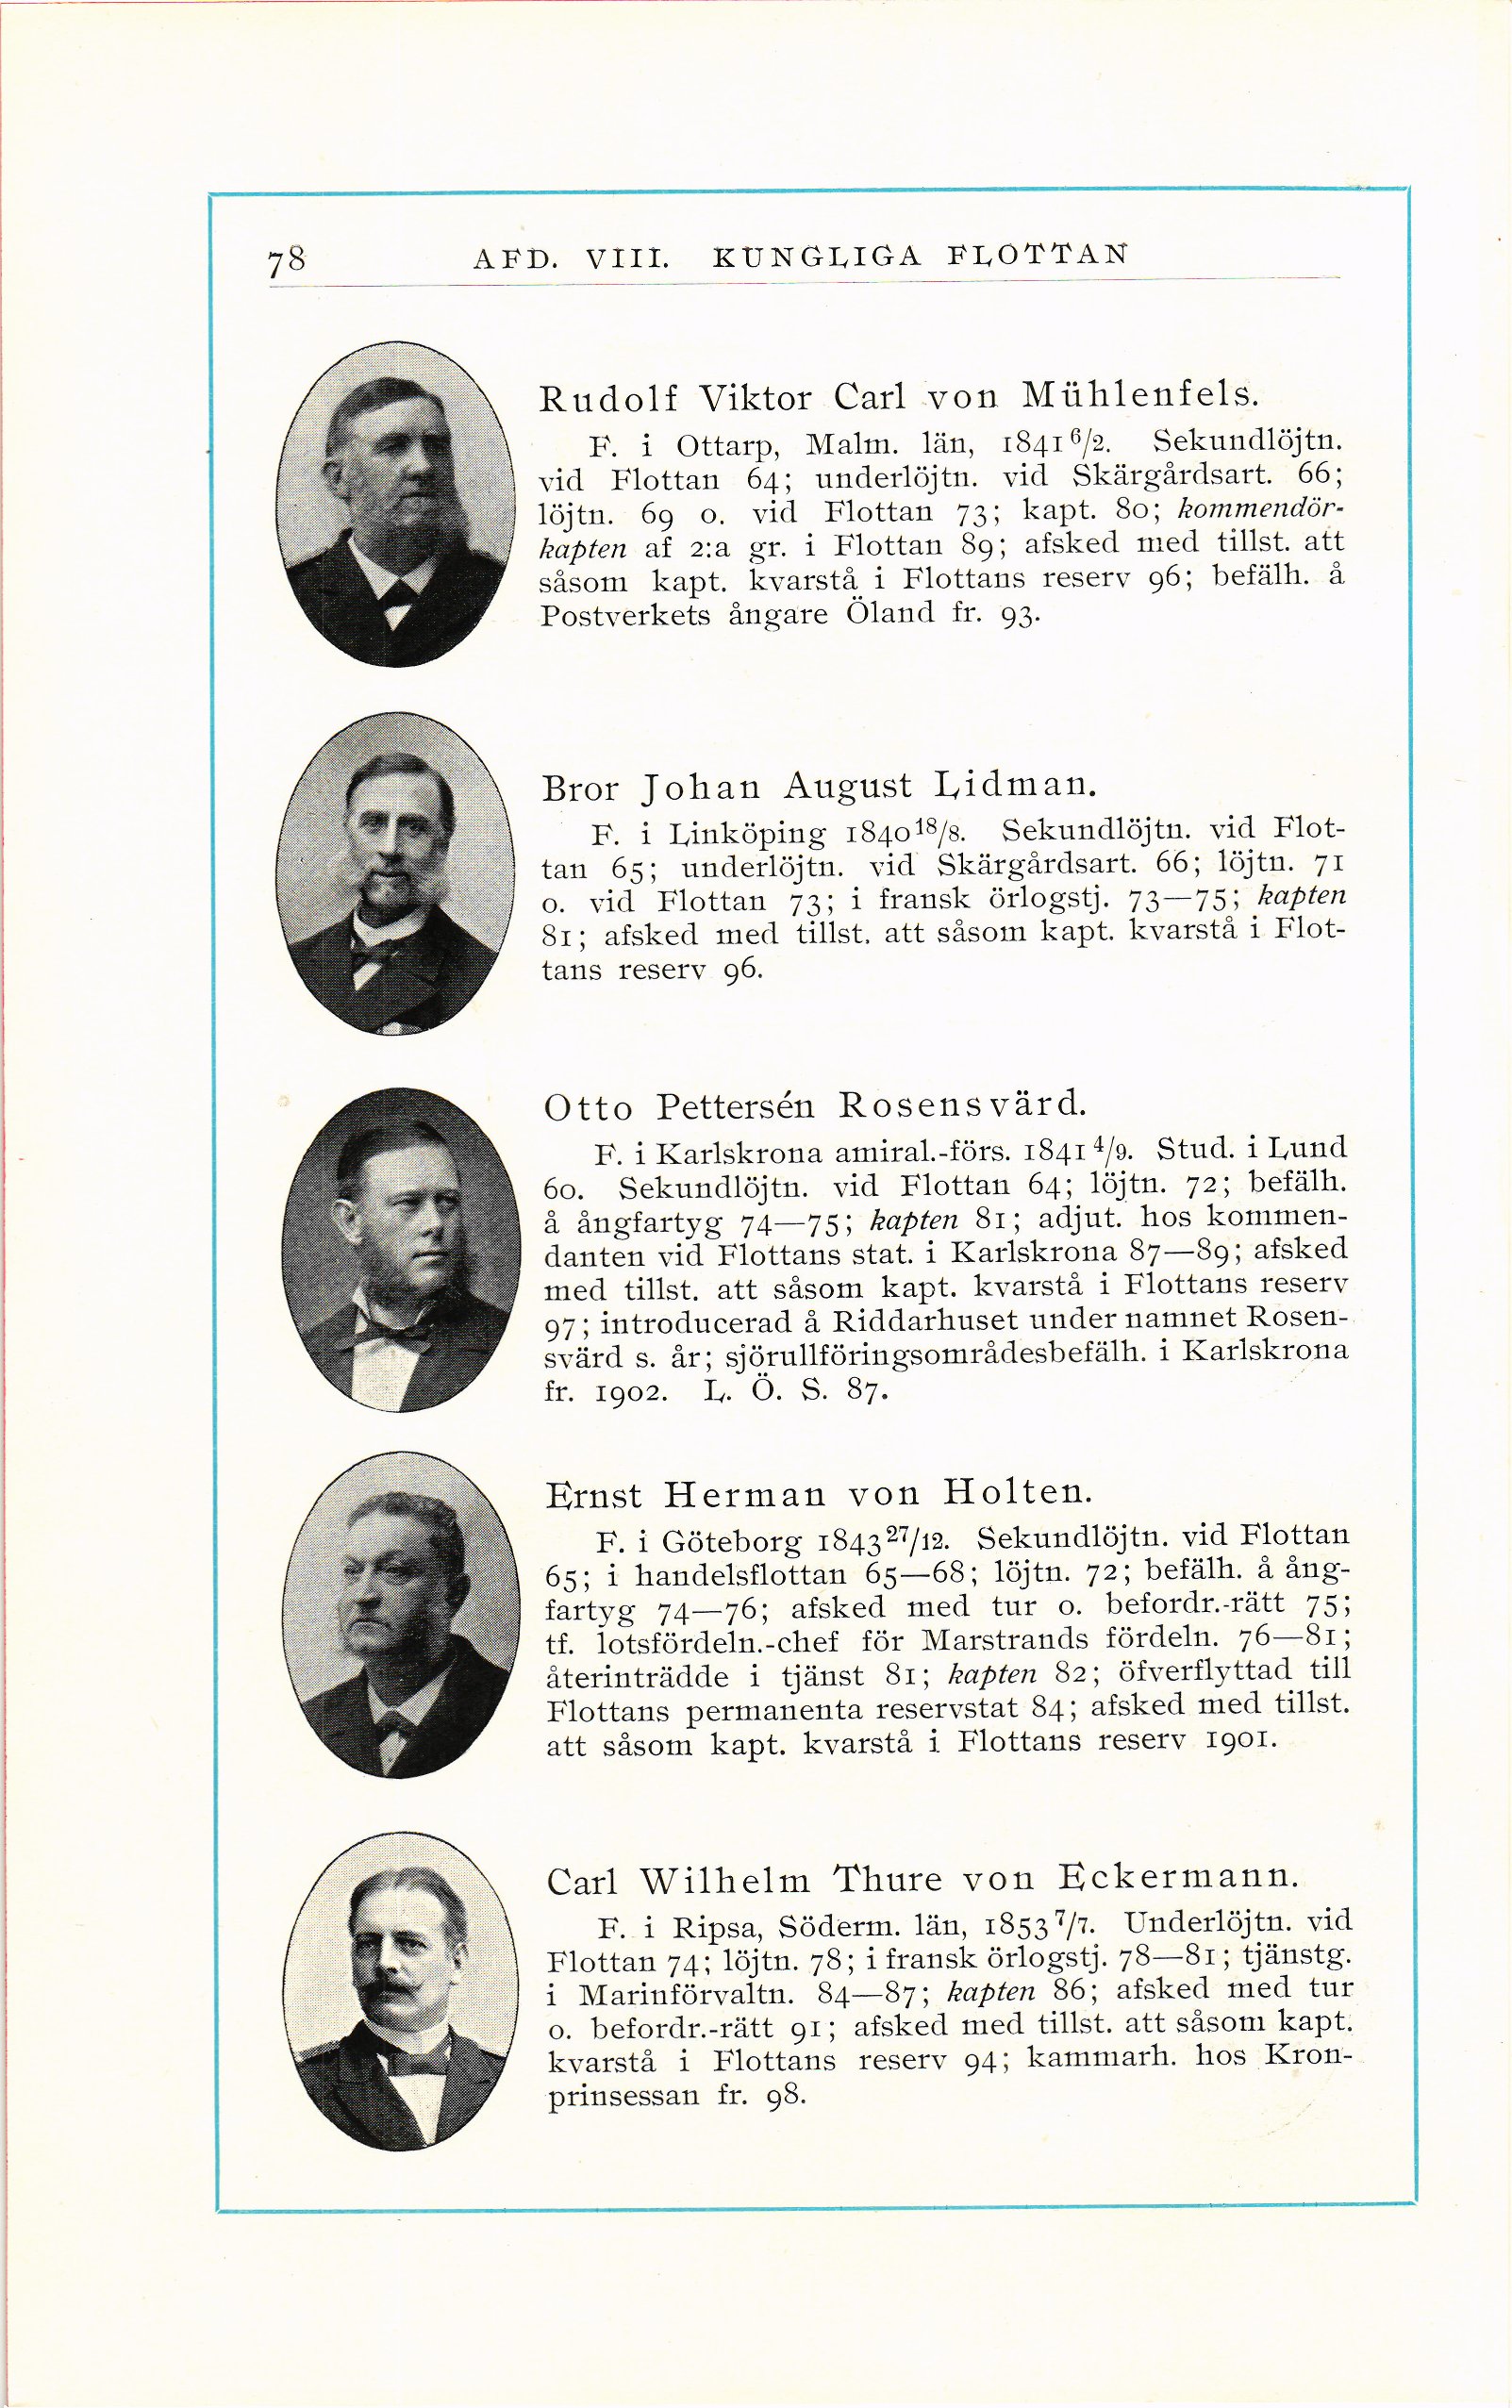 78 AFD. VIII. KUNGLIGA FLOTTAN
Rudolf Viktor Carl von Mühlenfels.
F. i Ottarp, Malm. län, 1841 6/2. Sekundlöjtn.
vid Flottan 64; underlöjtn. vid Skärgårdsart. 66;
löjtn. 69 o. vid Flottan 73; kapt. 80; kommendör-
kapten af 2:a gr. i Flottan 89; afsked med tillst. att
såsom kapt. kvarstå i Flottans reserv 96; befälh. å
Postverkets ångare Öland fr. 93.
Bror Johan August Lidman.
F. i Linköping 1840 18/8. Sekundlöjtn. vid Flot-
tan 65; underlöjtn. vid Skärgårdsart. 66; löjtn. 71
o. vid Flottan 73; i fransk örlogstj. 73—75; kapten
81; afsked med tillst. att såsom kapt. kvarstå i Flot-
tans reserv 96.
Otto Pettersén Rosensvärd.
F. i Karlskrona amiral.-förs. 1841 4/9. Stud. i Lund
60. Sekundlöjtn. vid Flottan 64; löjtn. 72; befälh.
å ångfartyg 74—75; kapten 81; adjut. hos kommen-
danten vid Flottans stat. i Karlskrona 87—89; afsked
med tillst. att såsom kapt. kvarstå i Flottans reserv
97; introducerad å Riddarhuset under namnet Rosen-
svärd s. år; sjörullföringsområdesbefälh. i Karlskrona
fr. 1902. L. Ö. S. 87.
Ernst Herman von Holten.
F. i Göteborg 1843 27/12. Sekundlöjtn. vid Flottan
65; i handelsflottan 65—68; löjtn. 72; befälh. å ång-
fartyg 74—76; afsked med tur o. befordr.-rätt 75;
tf. lotsfördeln.-chef för Marstrands fördeln. 76—81;
återinträdde i tjänst 81; kapten 82; öfverflyttad till
Flottans permanenta reservstat 84; afsked med tillst.
att såsom kapt. kvarstå i Flottans reserv 1901.
Carl Wilhelm Thure von Eckermann.
F. i Ripsa, Söderm. län, 1853 7/7. Underlöjtn. vid
Flottan 74; löjtn. 78; i fransk örlogstj. 78—81; tjänstg.
i Marinförvaltn. 84—87; kapten 86; afsked med tur
o. befordr.-rätt 91; afsked med tillst. att såsom kapt.
kvarstå i Flottans reserv 94; kammarh. hos Kron-
prinsessan fr. 98.